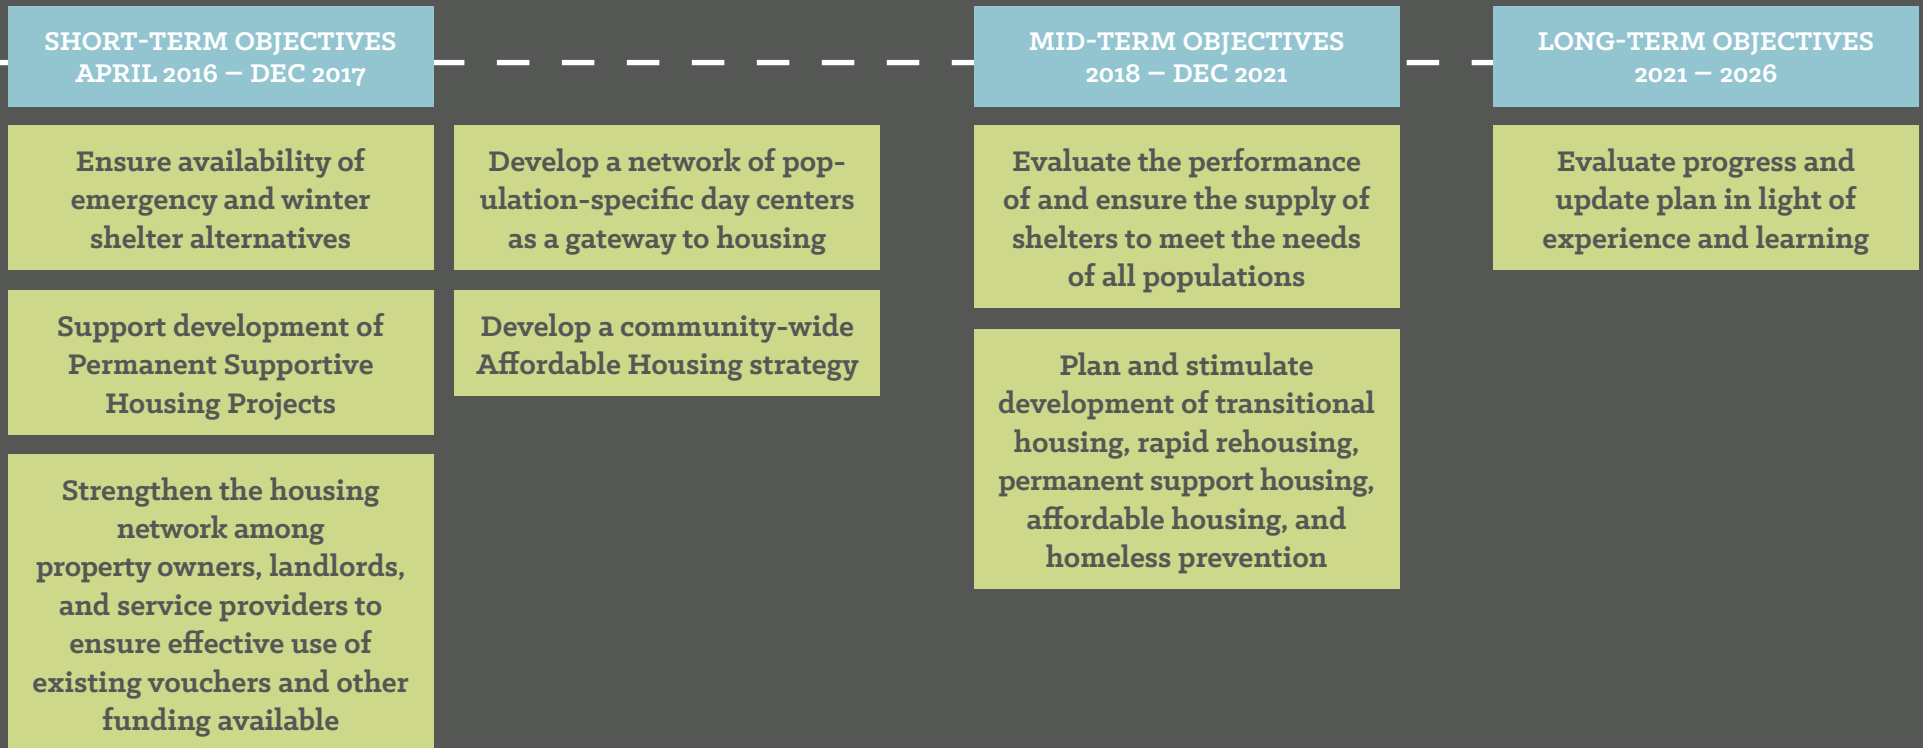 SHORT-TERM OBJECTIVES
APRIL 2016 – DEC 2017
Ensure availability of
emergency and winter
shelter alternatives
Support development of
Permanent Supportive
Housing Projects
Strengthen the housing
network among
property owners, landlords,
and service providers to
ensure effective use of
existing vouchers and other
funding available
Develop a network of pop-
ulation-specific day centers
as a gateway to housing
Develop a community-wide
Affordable Housing strategy
MID-TERM OBJECTIVES
2018 – DEC 2021
Evaluate the performance
of and ensure the supply of
shelters to meet the needs
of all populations
Plan and stimulate
development of transitional
housing, rapid rehousing,
permanent support housing,
affordable housing, and
homeless prevention
LONG-TERM OBJECTIVES
2021 – 2026
Evaluate progress and
update plan in light of
experience and learning